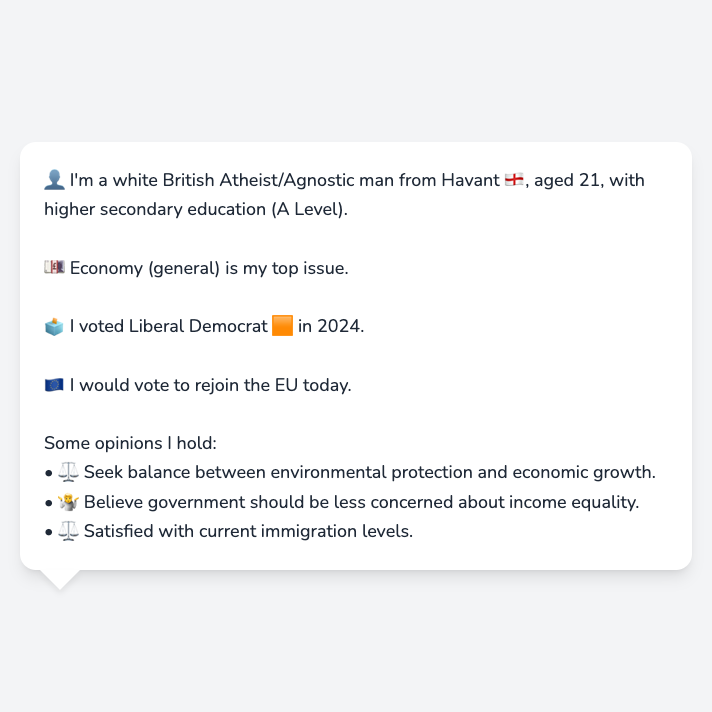 👤 I'm a white British Atheist/Agnostic man from Havant 🏴󠁧󠁢󠁥󠁮󠁧󠁿, aged 21, with
higher secondary education (A Level).
💷 Economy (general) is my top issue.
🗳️ I voted Liberal Democrat 🟧 in 2024.
🇪🇺 I would vote to rejoin the EU today.
Some opinions I hold:
• ⚖️ Seek balance between environmental protection and economic growth.
• 🤷 Believe government should be less concerned about income equality.
• ⚖️ Satisfied with current immigration levels.